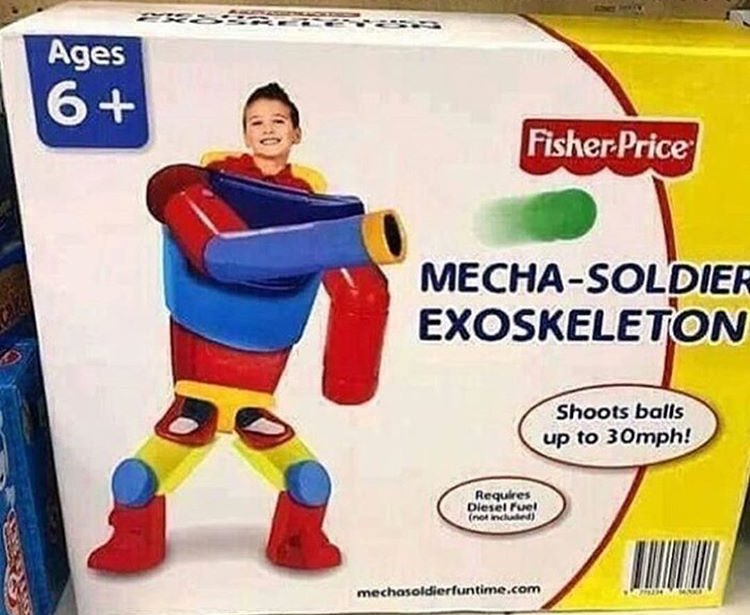 EXOSKELETON
Ages
6+
Fisher-Price
MECHA-SOLDIER
EXOSKELETON
Shoots balls
up to 30mph!
Requires
Diesel Fuel
(not included)
mechasoldierfuntime.com